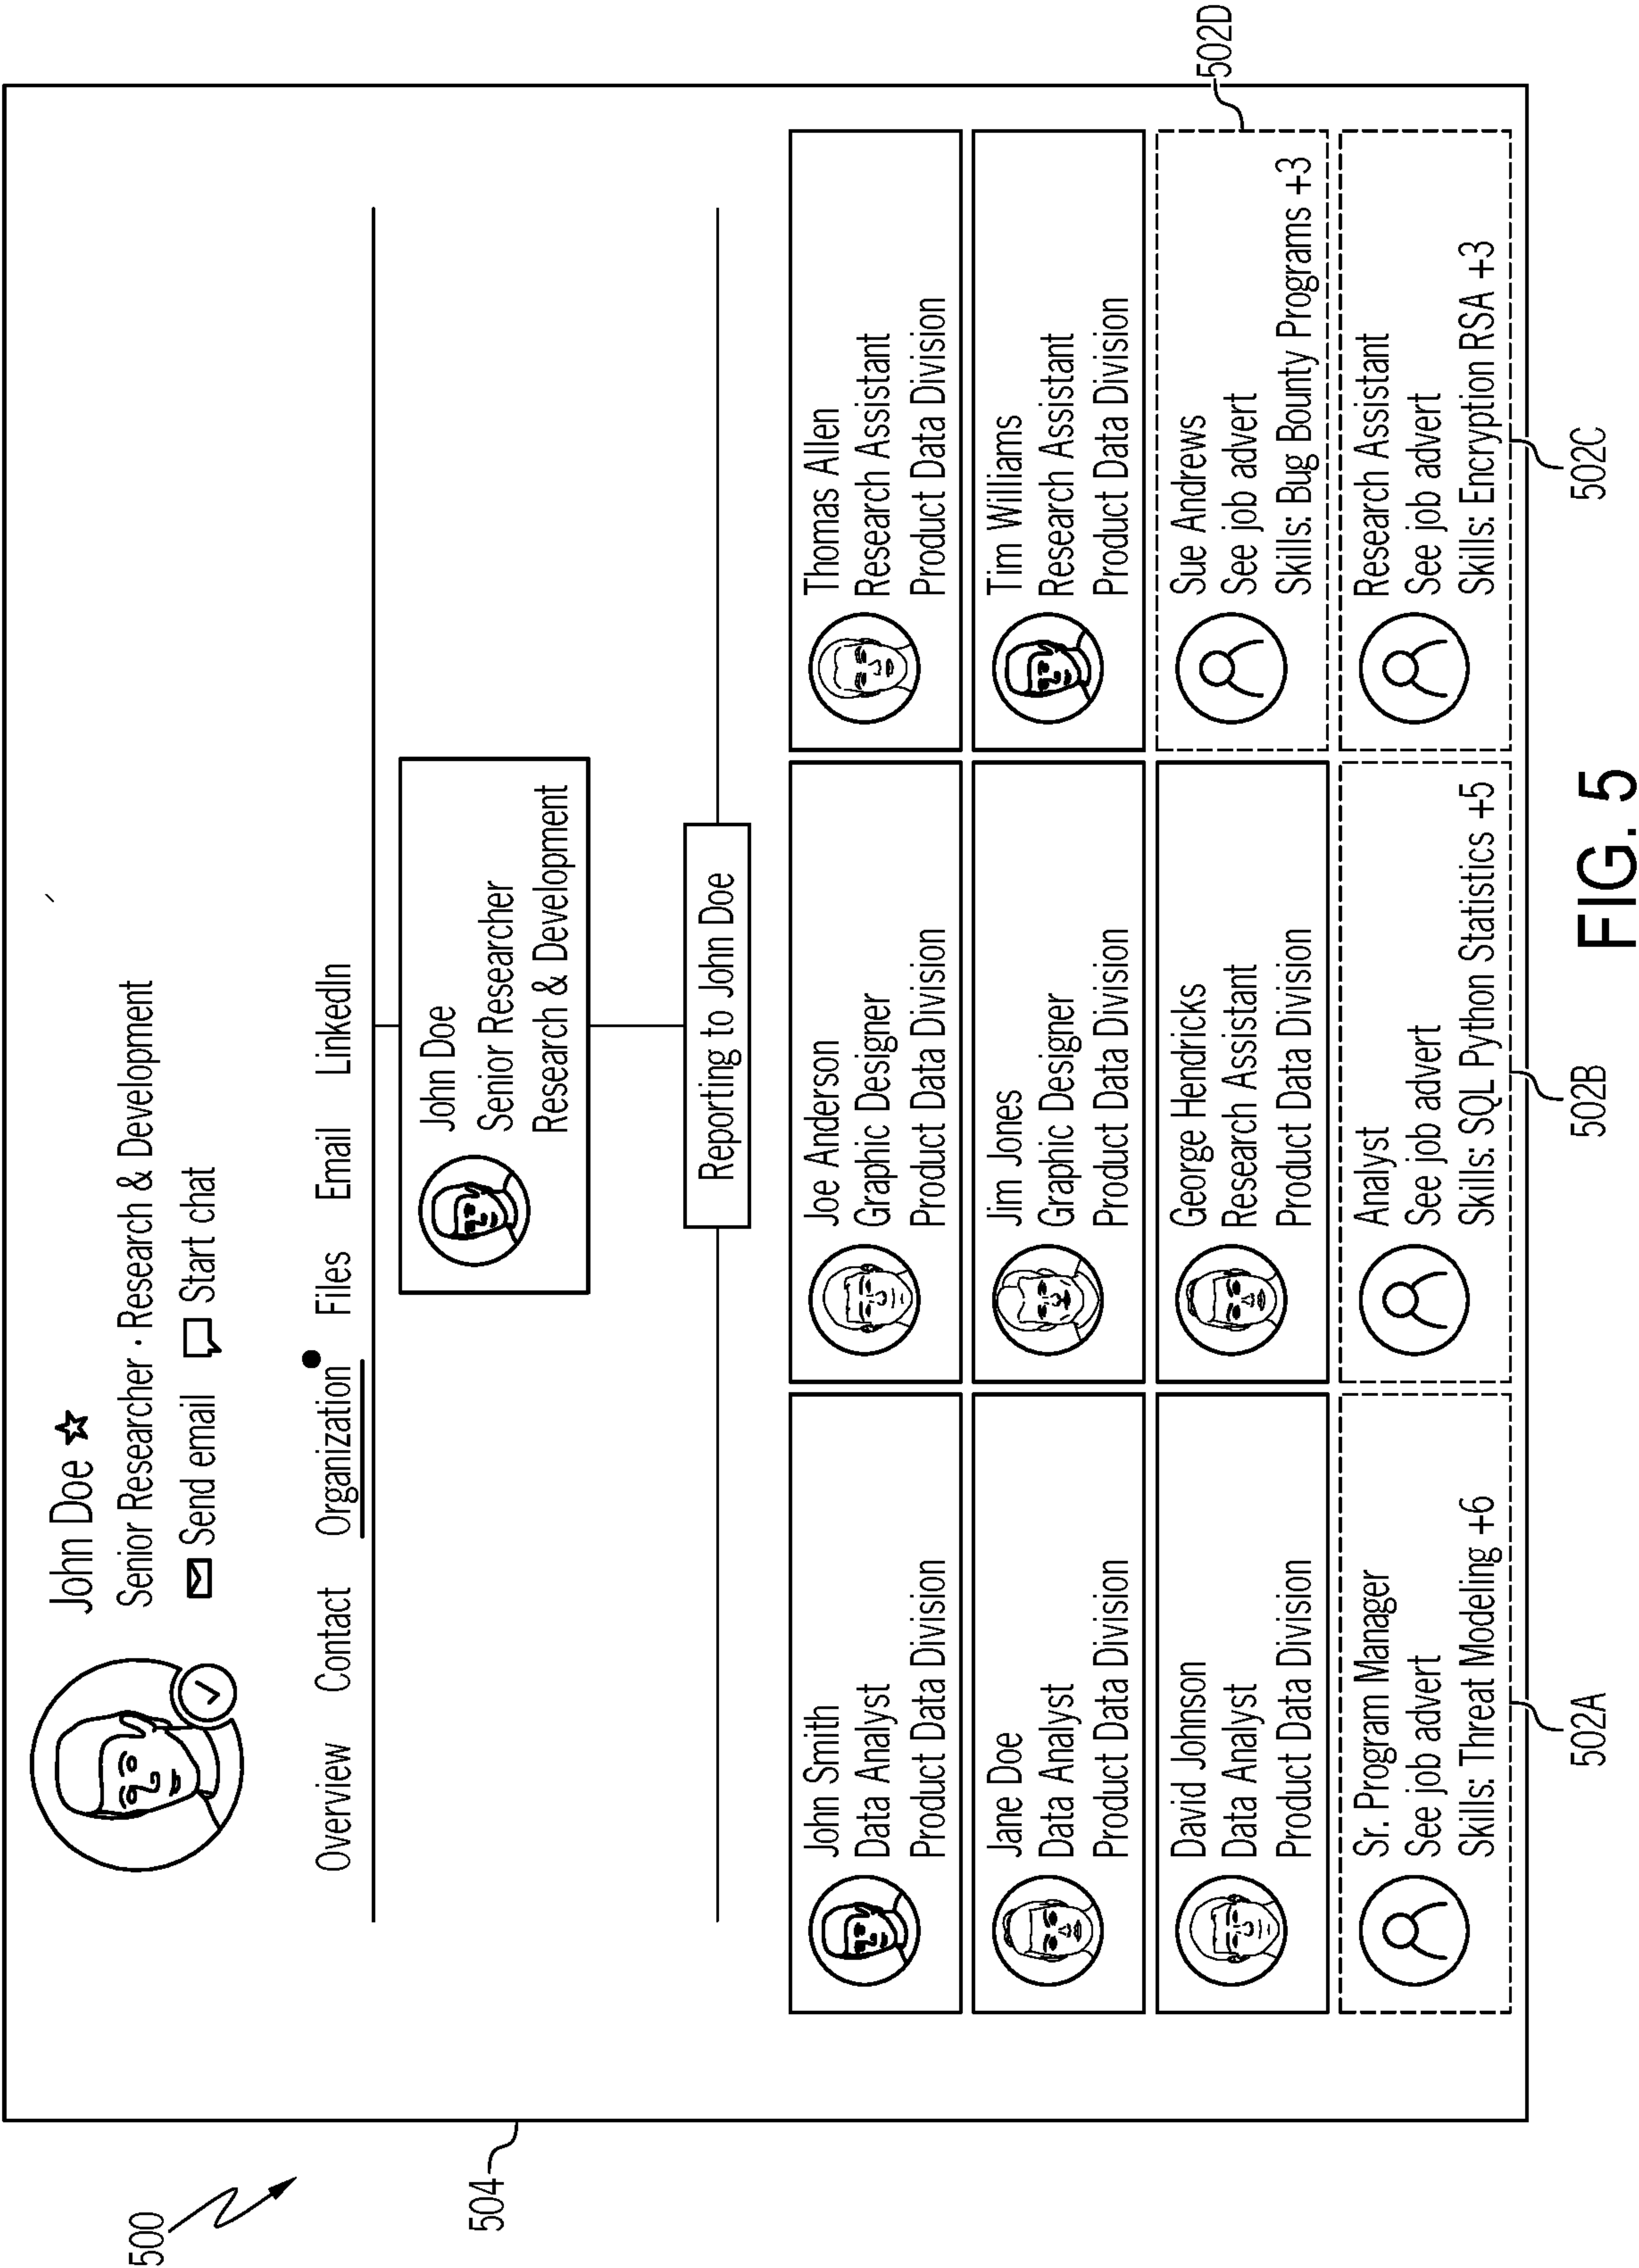 500
504
John Doe
Senior Researcher · Research & Development
Send email Start chat
Overview Contact Organization Files Email LinkedIn
John Doe
Senior Researcher
Research & Development
Reporting to John Doe
John Smith
Data Analyst
Product Data Division
Joe Anderson
Graphic Designer
Product Data Division
Thomas Allen
Research Assistant
Product Data Division
Jane Doe
Data Analyst
Product Data Division
Jim Jones
Graphic Designer
Product Data Division
Tim Williams
Research Assistant
Product Data Division
David Johnson
Data Analyst
Product Data Division
George Hendricks
Research Assistant
Product Data Division
Sue Andrews
See job advert
Skills: Bug Bounty Programs +3
502D
Sr. Program Manager
See job advert
Skills: Threat Modeling +6
Analyst
See job advert
Skills: SQL Python Statistics +5
Research Assistant
See job advert
Skills: Encryption RSA +3
502A
502B
502C
FIG. 5